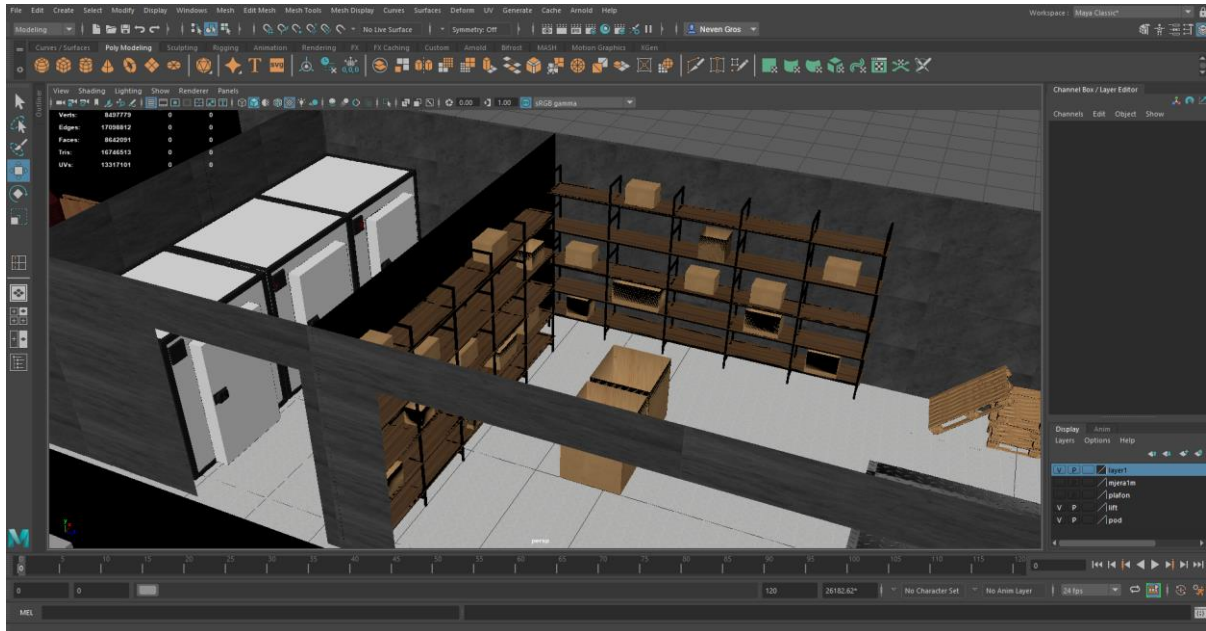 File Edit Create Select Modify Display Windows Mesh Edit Mesh Mesh Tools Mesh Display Curves Surfaces Deform UV Generate Cache Arnold Help Workspace : Maya Classic*
Modeling No Live Surface Symmetry: Off Neven Gros
Curves / Surfaces Poly Modeling Sculpting Rigging Animation Rendering FX FX Caching Custom Arnold Bifrost MASH Motion Graphics XGen
View Shading Lighting Show Renderer Panels
0.00 1.00 sRGB gamma
Channel Box / Layer Editor
Channels Edit Object Show
Outliner
Verts: 8497779 0 0
Edges: 17098812 0 0
Faces: 8642091 0 0
Tris: 16746513 0 0
UVs: 13317101 0 0
persp
Display Anim
Layers Options Help
V P layer1
mjera1m
plafon
V P lift
V P pod
5 10 15 20 25 30 35 40 45 50 55 60 65 70 75 80 85 90 95 100 105 110 115 0
0
0 0 120 26182.62* No Character Set No Anim Layer 24 fps
MEL